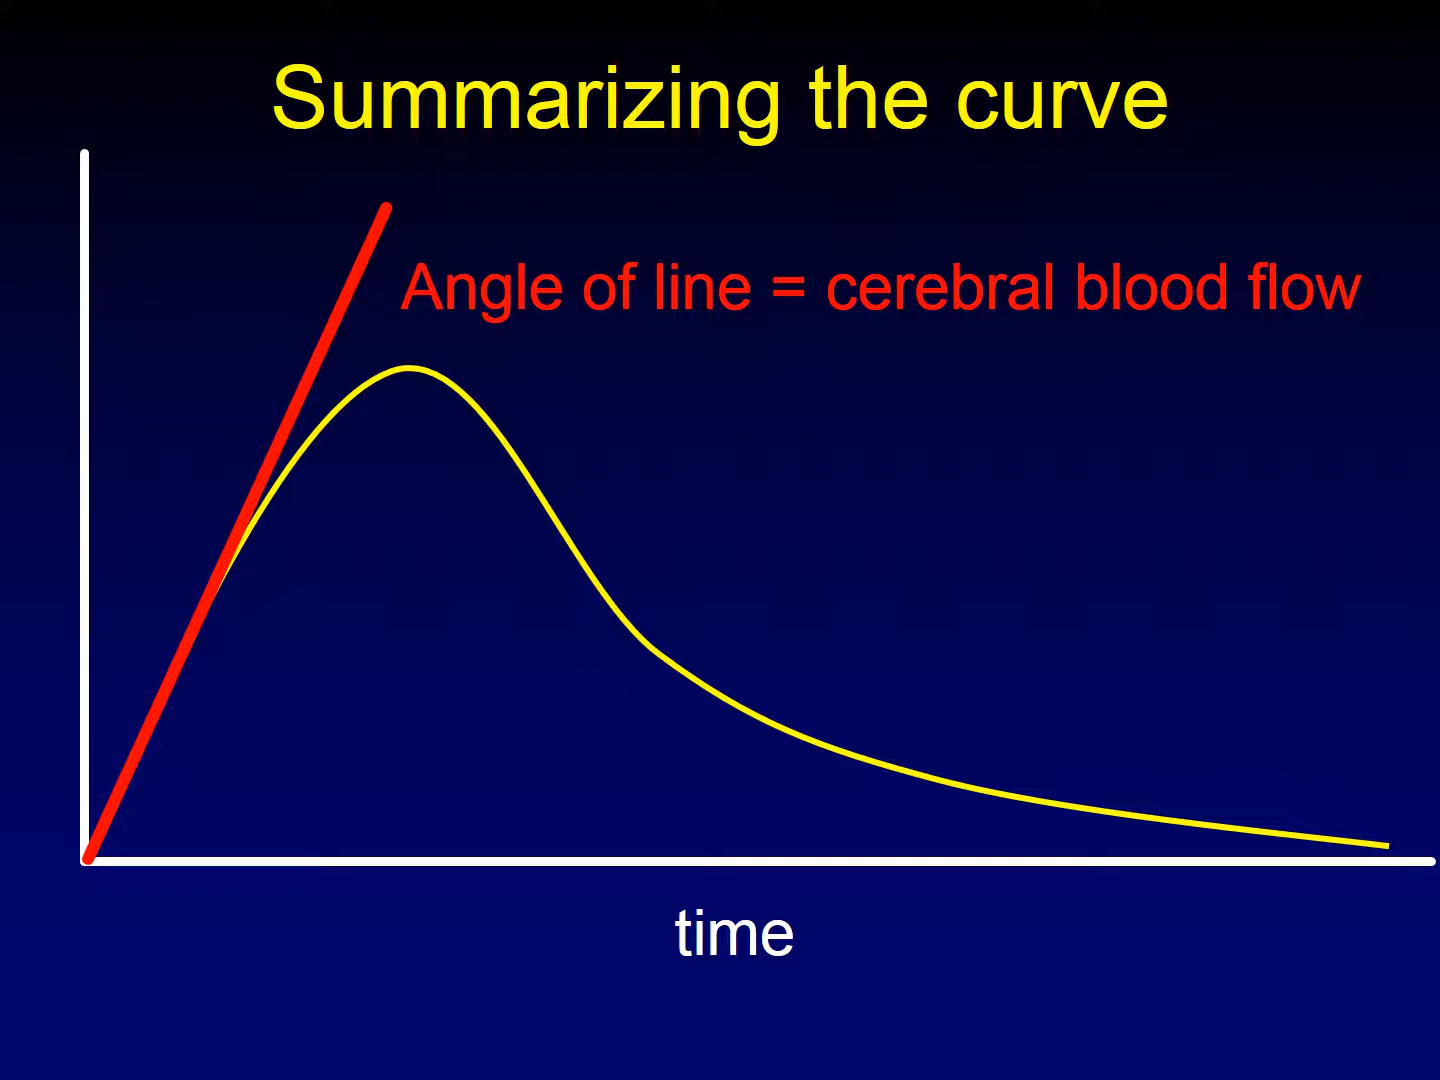 Summarizing the curve
Angle of line = cerebral blood flow
time